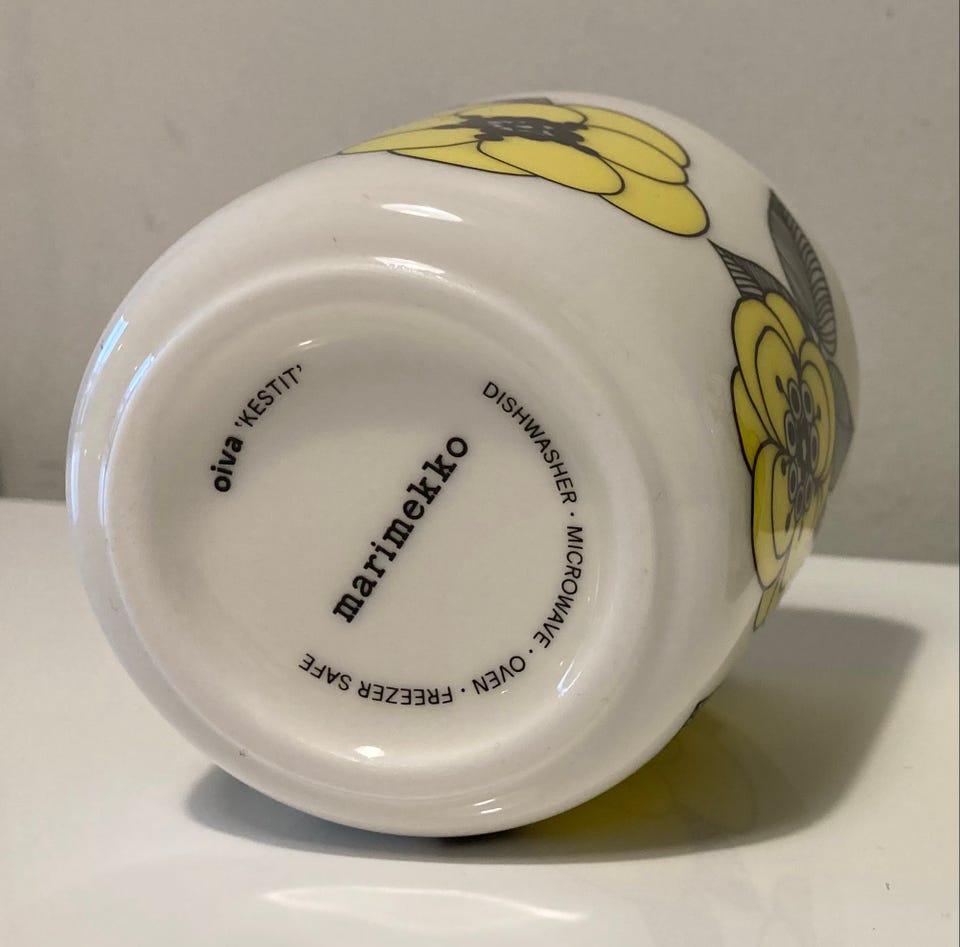 oiva 'KESTIT'
marimekko
DISHWASHER · MICROWAVE · OVEN · FREEZER SAFE